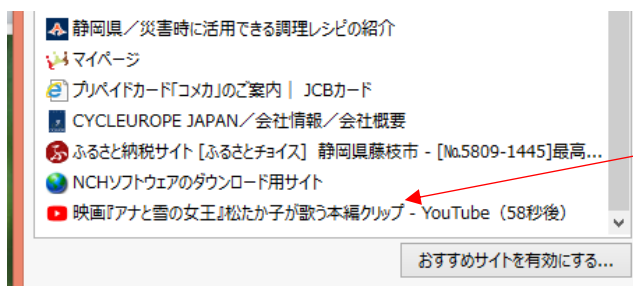 静岡県／災害時に活用できる調理レシピの紹介
マイページ
プリペイドカード「コメカ」のご案内｜ JCBカード
CYCLEUROPE JAPAN／会社情報／会社概要
ふるさと納税サイト [ふるさとチョイス] 静岡県藤枝市 - [№5809-1445]最高...
NCHソフトウェアのダウンロード用サイト
映画『アナと雪の女王』松たか子が歌う本編クリップ - YouTube（58秒後）
おすすめサイトを有効にする...